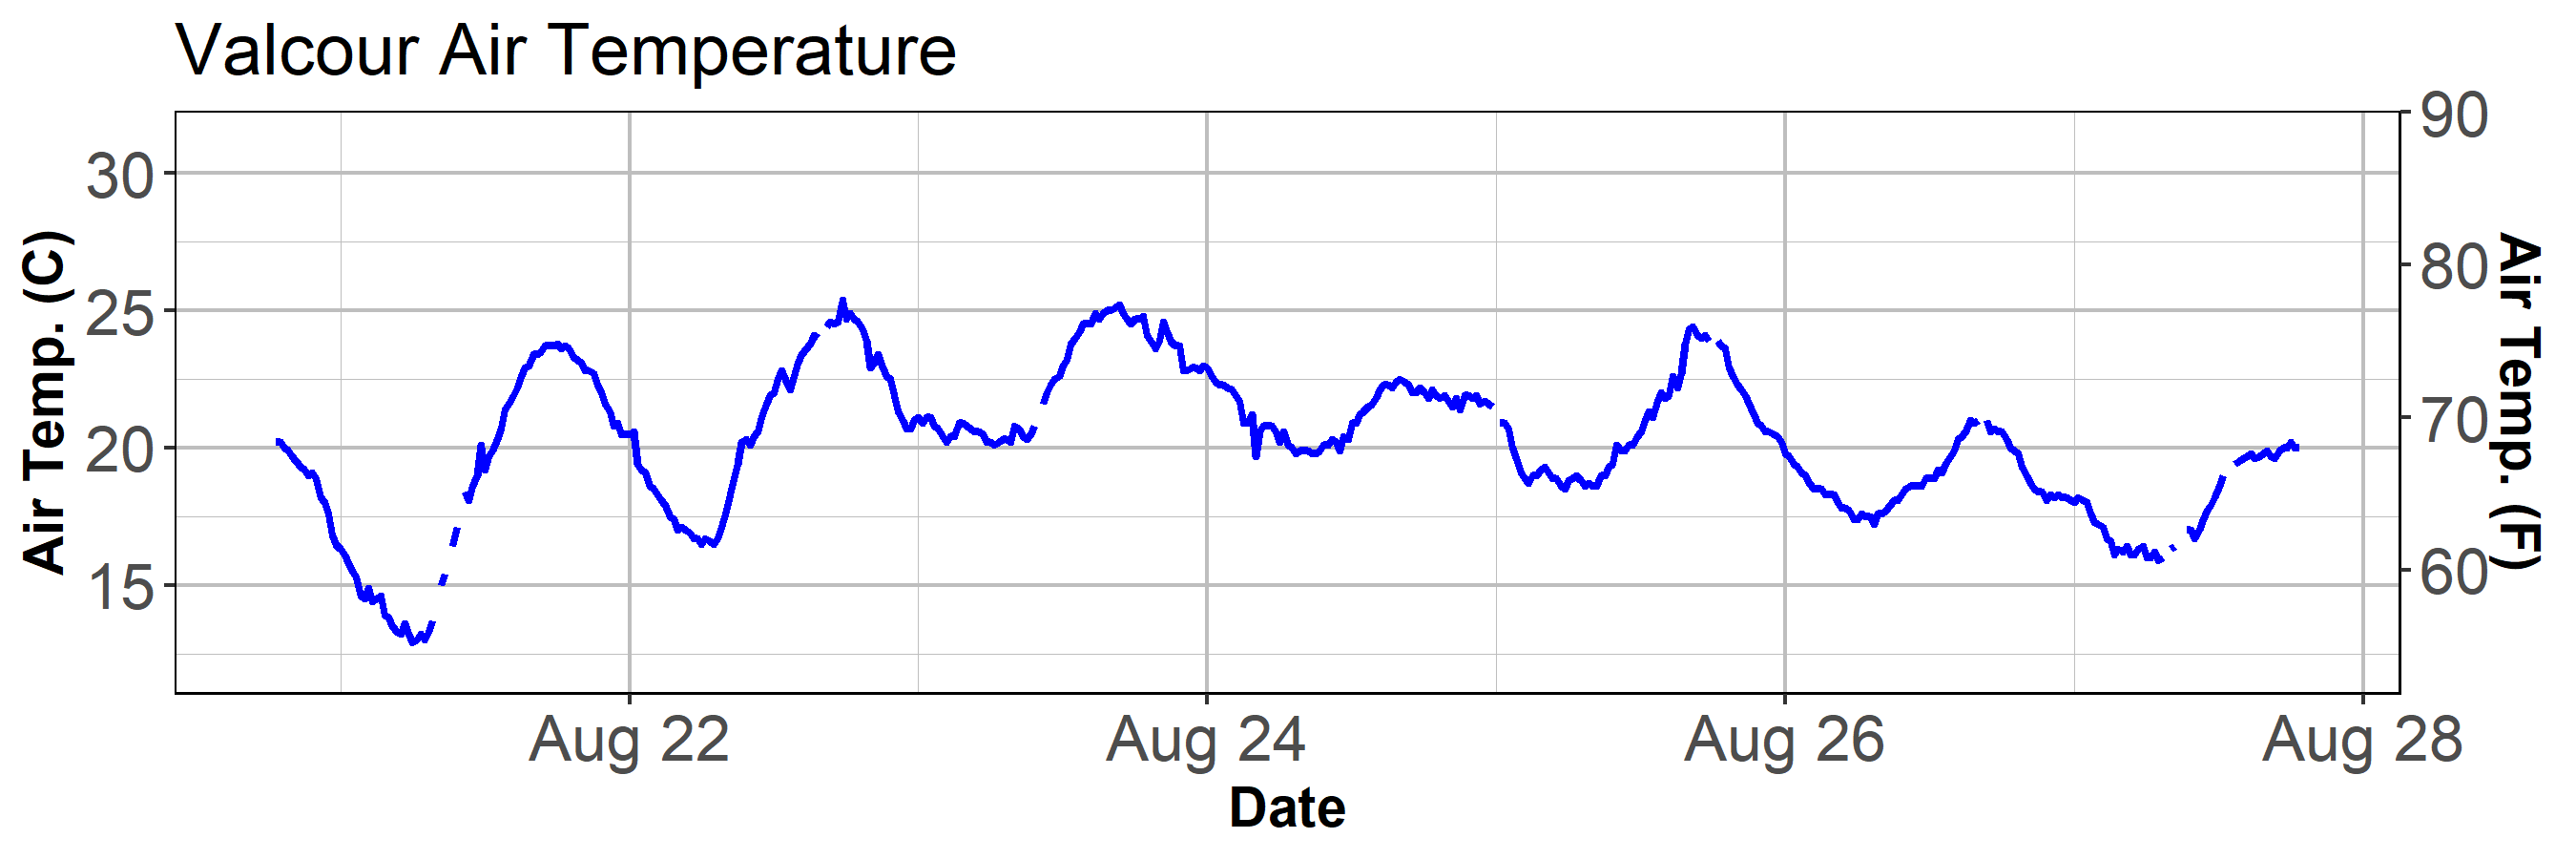 Valcour Air Temperature
Air Temp. (C)
30
25
20
15
90
80
70
60
Air Temp. (F)
Aug 22
Aug 24
Aug 26
Aug 28
Date